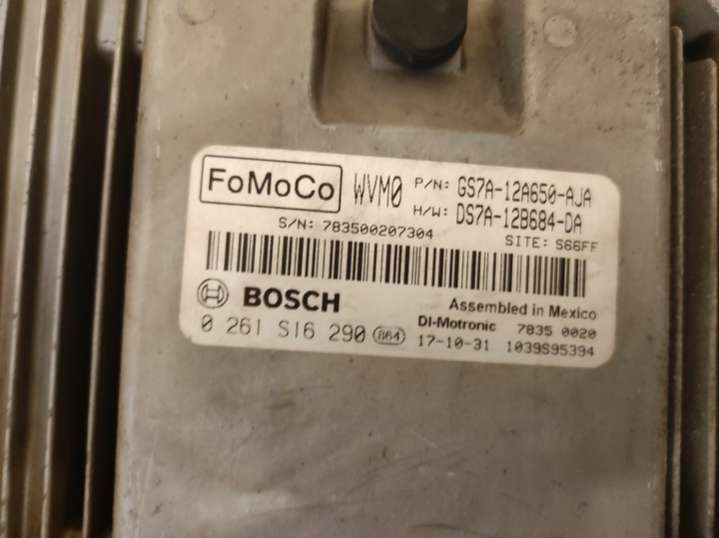 FoMoCo WVM0 P/N: GS7A-12A650-AJA
H/W: DS7A-12B684-DA
S/N: 783500207304 SITE: S66FF
BOSCH Assembled in Mexico
DI-Motronic 7835 0020
0 261 S16 290 864 17-10-31 1039S95394